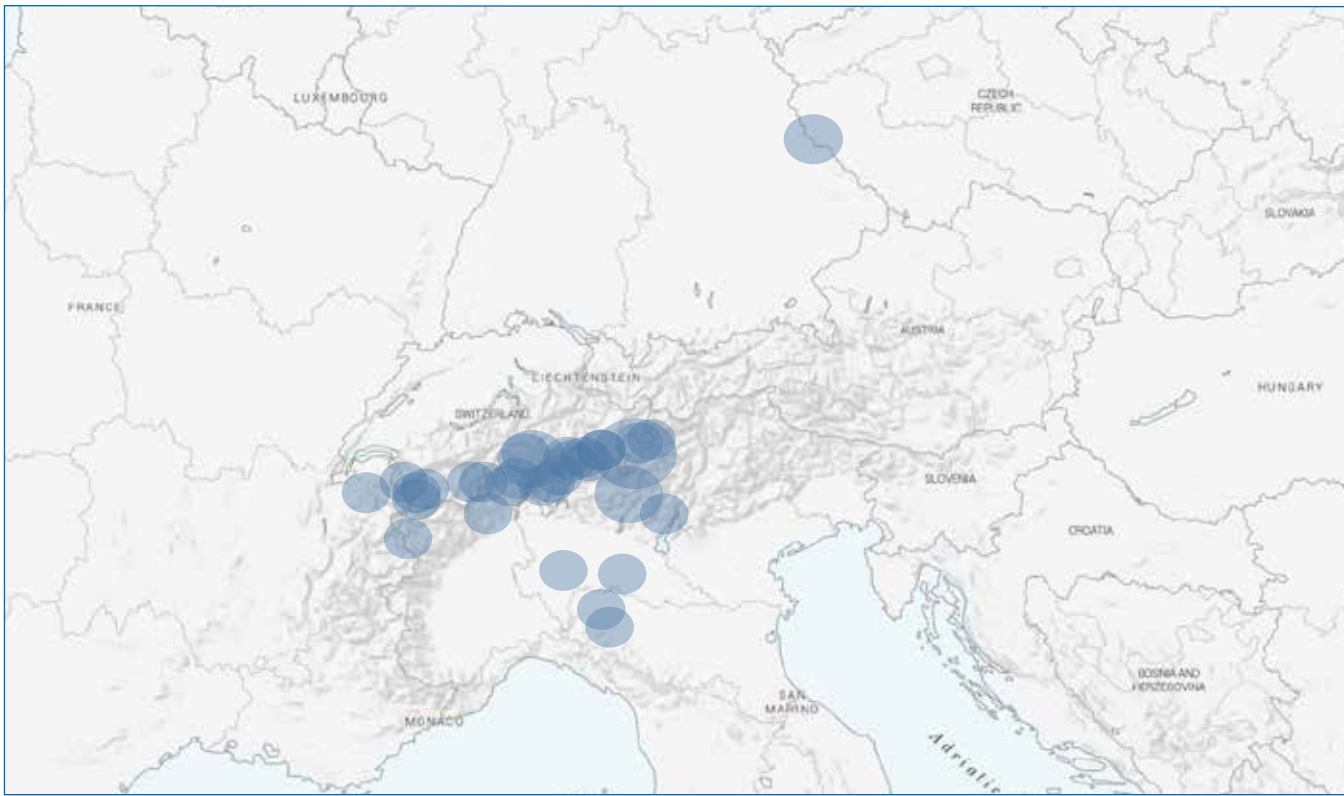 LUXEMBOURG
CZECH
REPUBLIC
SLOVAKIA
FRANCE
AUSTRIA
LIECHTENSTEIN
HUNGARY
SWITZERLAND
SLOVENIA
CROATIA
BOSNIA AND
HERZEGOVINA
SAN
MARINO
MONACO
Adriatic